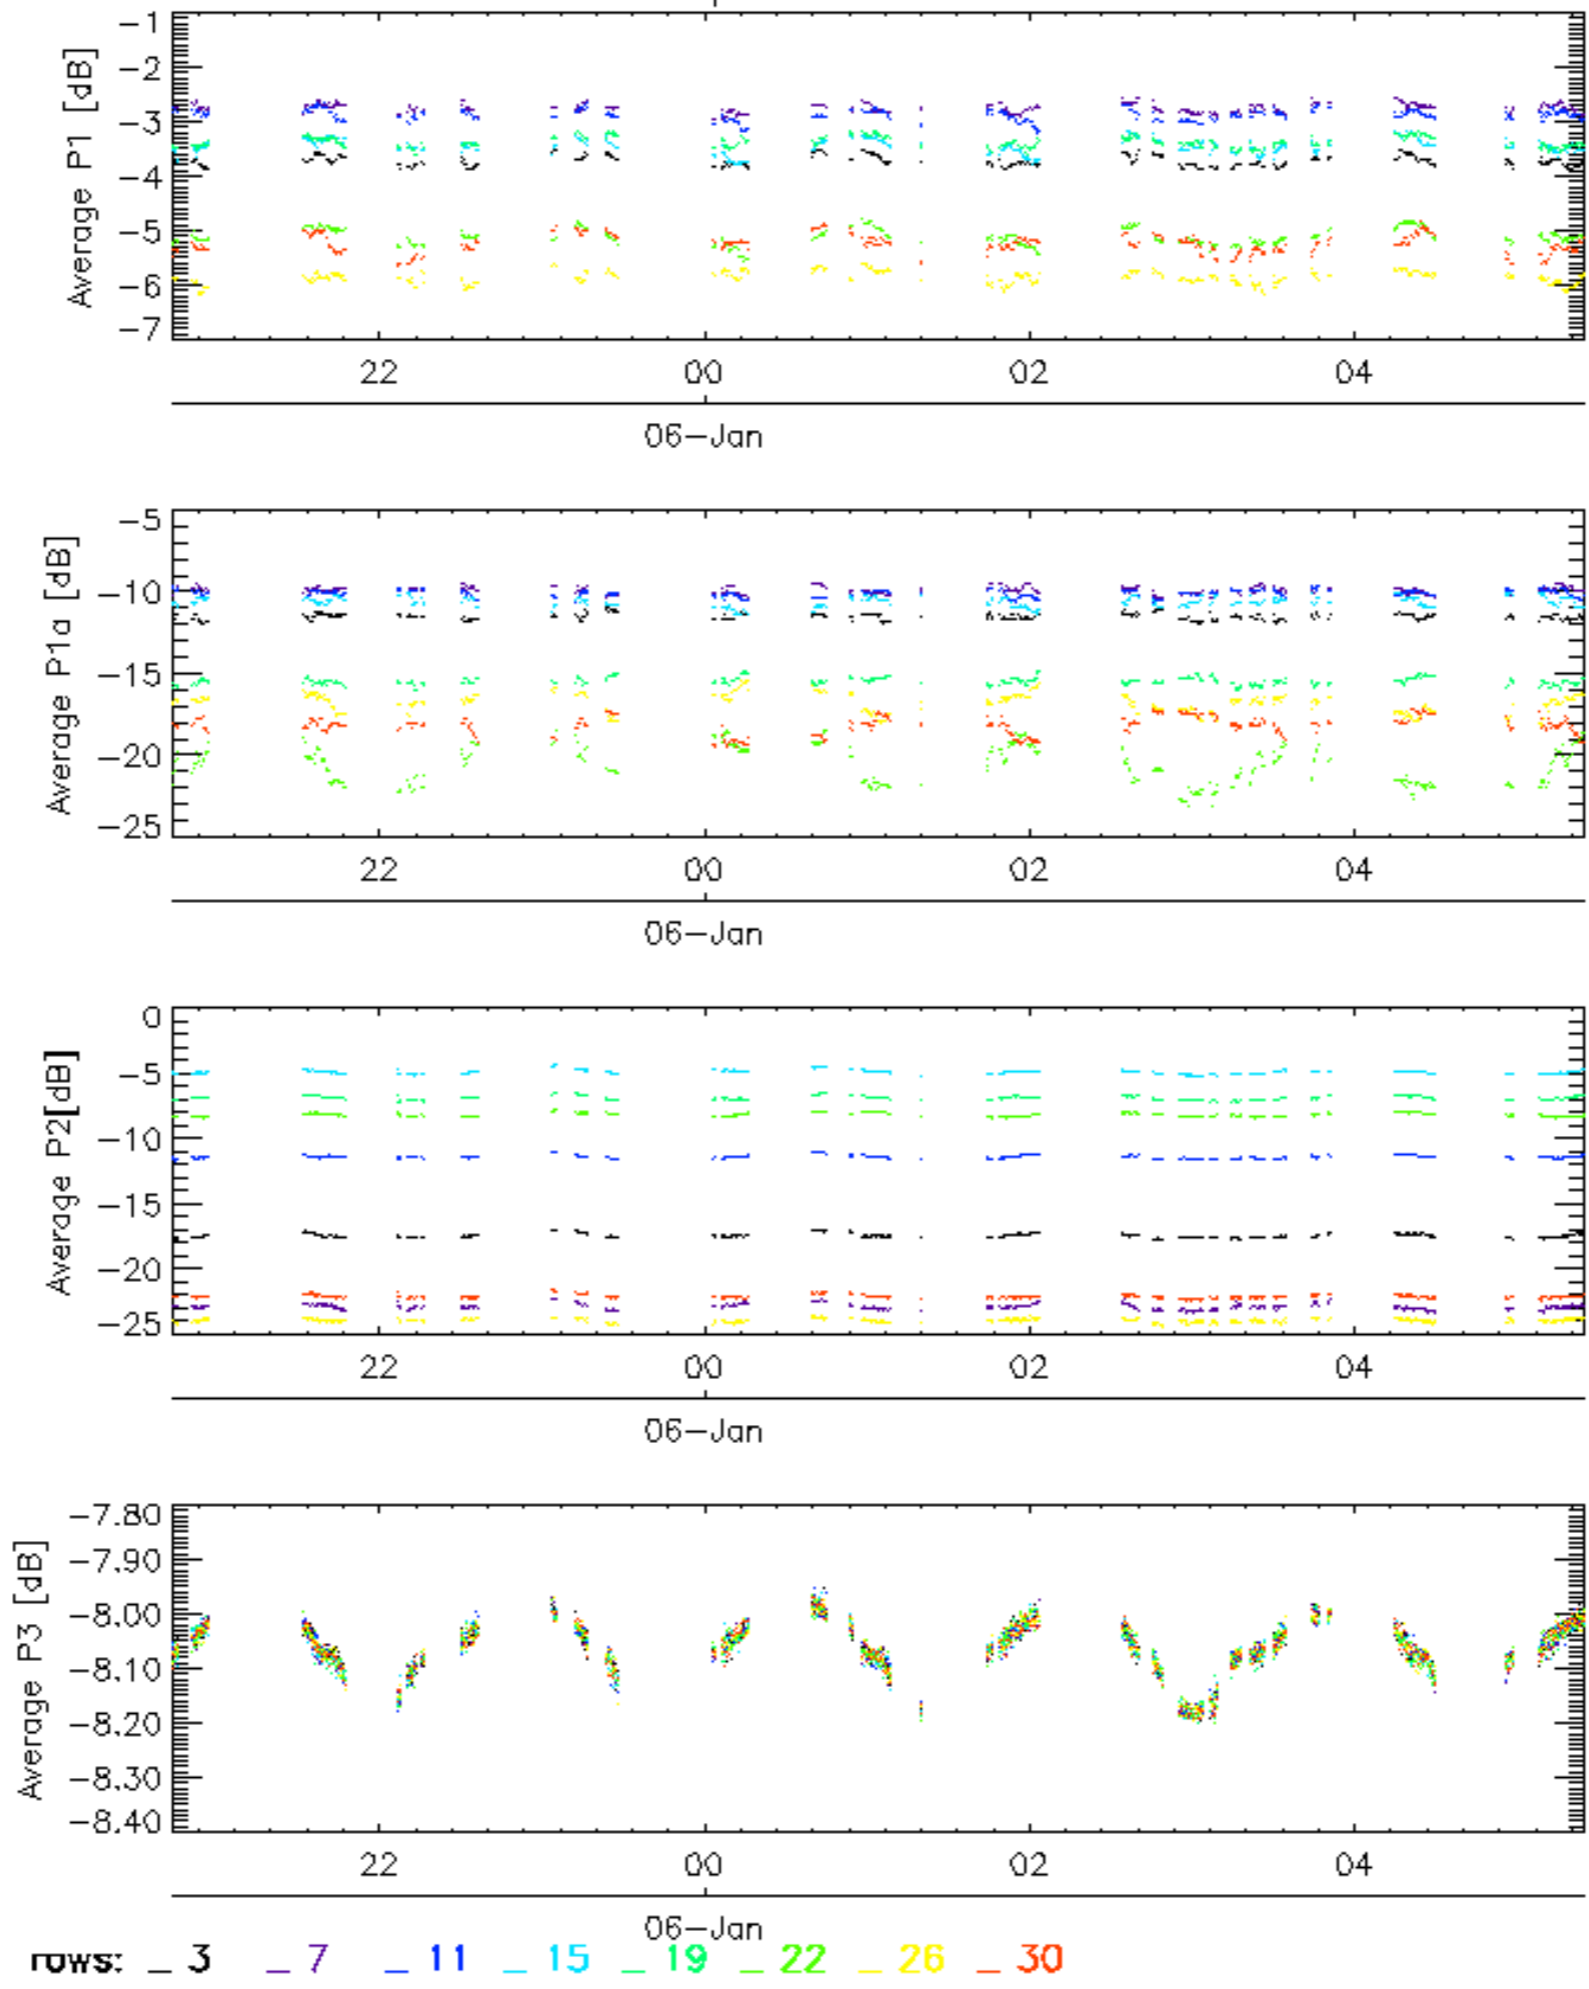 Average P1 [dB]
-1
-2
-3
-4
-5
-6
-7
22 00 02 04
06-Jan
Average P1a [dB]
-5
-10
-15
-20
-25
22 00 02 04
06-Jan
Average P2[dB]
0
-5
-10
-15
-20
-25
22 00 02 04
06-Jan
Average P3 [dB]
-7.80
-7.90
-8.00
-8.10
-8.20
-8.30
-8.40
22 00 02 04
06-Jan
rows: _ 3 _ 7 _ 11 _ 15 _ 19 _ 22 _ 26 _ 30